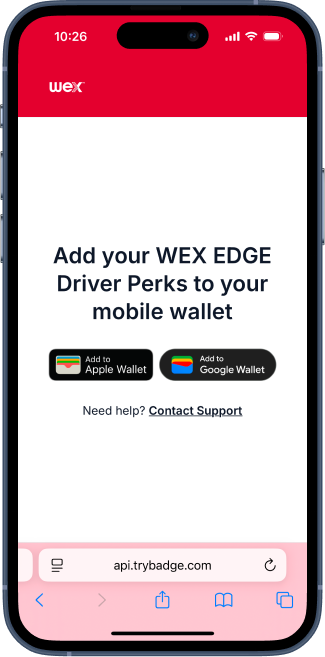 10:26
wex
Add your WEX EDGE
Driver Perks to your
mobile wallet
Add to
Apple Wallet
Add to
Google Wallet
Need help? Contact Support
api.trybadge.com